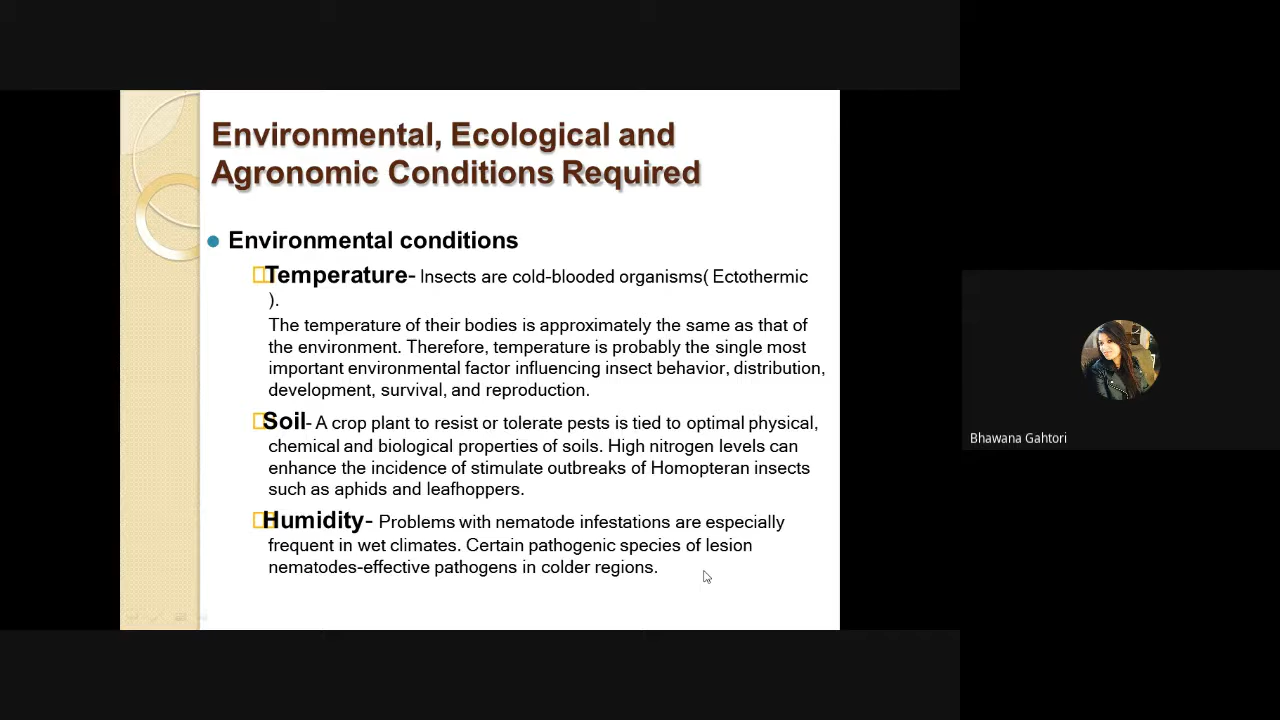 Environmental, Ecological and
Agronomic Conditions Required
Environmental conditions
Temperature- Insects are cold-blooded organisms( Ectothermic
).
The temperature of their bodies is approximately the same as that of
the environment. Therefore, temperature is probably the single most
important environmental factor influencing insect behavior, distribution,
development, survival, and reproduction.
Soil- A crop plant to resist or tolerate pests is tied to optimal physical,
chemical and biological properties of soils. High nitrogen levels can
enhance the incidence of stimulate outbreaks of Homopteran insects
such as aphids and leafhoppers.
Humidity- Problems with nematode infestations are especially
frequent in wet climates. Certain pathogenic species of lesion
nematodes-effective pathogens in colder regions.
Bhawana Gahtori